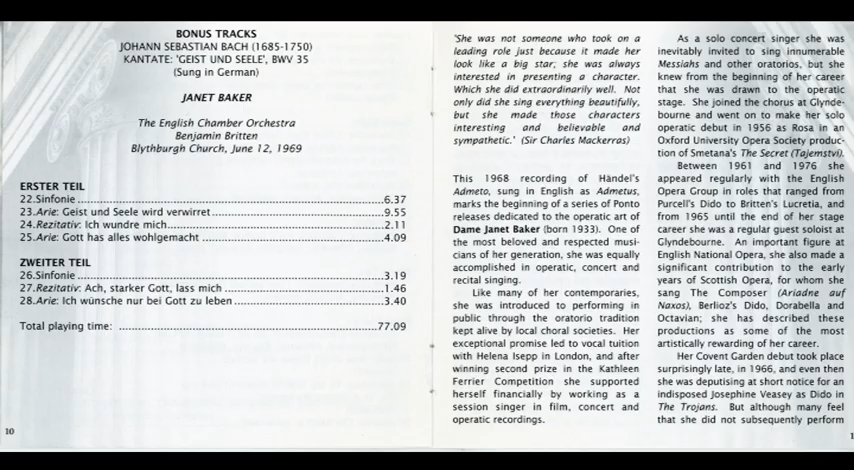 BONUS TRACKS
JOHANN SEBASTIAN BACH (1685-1750)
KANTATE: 'GEIST UND SEELE', BWV 35
(Sung in German)
JANET BAKER
The English Chamber Orchestra
Benjamin Britten
Blythburgh Church, June 12, 1969
ERSTER TEIL
22.Sinfonie ... 6.37
23.Arie: Geist und Seele wird verwirret ... 9.55
24.Rezitativ: Ich wundre mich ... 2.11
25.Arie: Gott hat alles wohlgemacht ... 4.09
ZWEITER TEIL
26.Sinfonie ... 3.19
27.Rezitativ: Ach, starker Gott, lass mich ... 1.46
28.Arie: Ich wünsche nur bei Gott zu leben ... 3.40
Total playing time: ... 77.09
10
'She was not someone who took on a
leading role just because it made her
look like a big star; she was always
interested in presenting a character.
Which she did extraordinarily well. Not
only did she sing everything beautifully,
but she made those characters
interesting and believable and
sympathetic.' (Sir Charles Mackerras)
This 1968 recording of Händel's
Admeto, sung in English as Admetus,
marks the beginning of a series of Ponto
releases dedicated to the operatic art of
Dame Janet Baker (born 1933). One of
the most beloved and respected musi-
cians of her generation, she was equally
accomplished in operatic, concert and
recital singing.
Like many of her contemporaries,
she was introduced to performing in
public through the oratorio tradition
kept alive by local choral societies. Her
exceptional promise led to vocal tuition
with Helena Isepp in London, and after
winning second prize in the Kathleen
Ferrier Competition she supported
herself financially by working as a
session singer in film, concert and
operatic recordings.
As a solo concert singer she was
inevitably invited to sing innumerable
Messiahs and other oratorios, but she
knew from the beginning of her career
that she was drawn to the operatic
stage. She joined the chorus at Glynde-
bourne and went on to make her solo
operatic debut in 1956 as Rosa in an
Oxford University Opera Society produc-
tion of Smetana's The Secret (Tajemstvi).
Between 1961 and 1976 she
appeared regularly with the English
Opera Group in roles that ranged from
Purcell's Dido to Britten's Lucretia, and
from 1965 until the end of her stage
career she was a regular guest soloist at
Glyndebourne. An important figure at
English National Opera, she also made a
significant contribution to the early
years of Scottish Opera, for whom she
sang The Composer (Ariadne auf
Naxos), Berlioz's Dido, Dorabella and
Octavian; she has described these
productions as some of the most
artistically rewarding of her career.
Her Covent Garden debut took place
surprisingly late, in 1966, and even then
she was deputising at short notice for an
indisposed Josephine Veasey as Dido in
The Trojans. But although many feel
that she did not subsequently perform